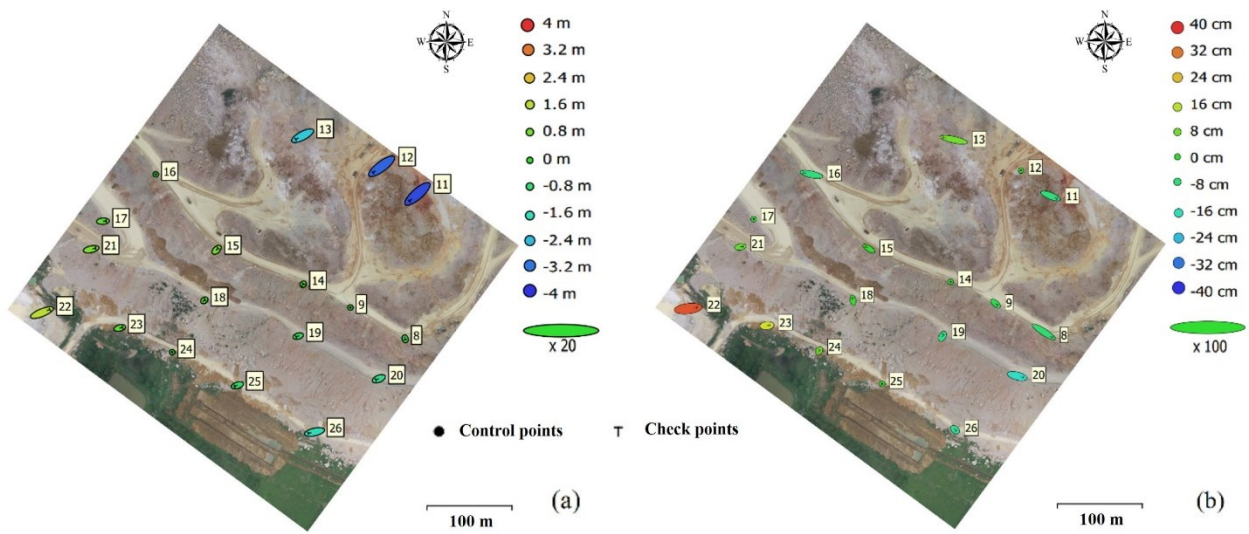 N
W E
S
4 m
3.2 m
2.4 m
1.6 m
0.8 m
0 m
-0.8 m
-1.6 m
-2.4 m
-3.2 m
-4 m
x 20
13
12
11
16
17
21
15
14
18
9
22
23
19
8
24
20
25
26
100 m
(a)
Control points
Check points
N
W E
S
40 cm
32 cm
24 cm
16 cm
8 cm
0 cm
-8 cm
-16 cm
-24 cm
-32 cm
-40 cm
x 100
13
12
16
11
17
21
15
14
18
9
22
23
19
8
24
20
25
26
100 m
(b)